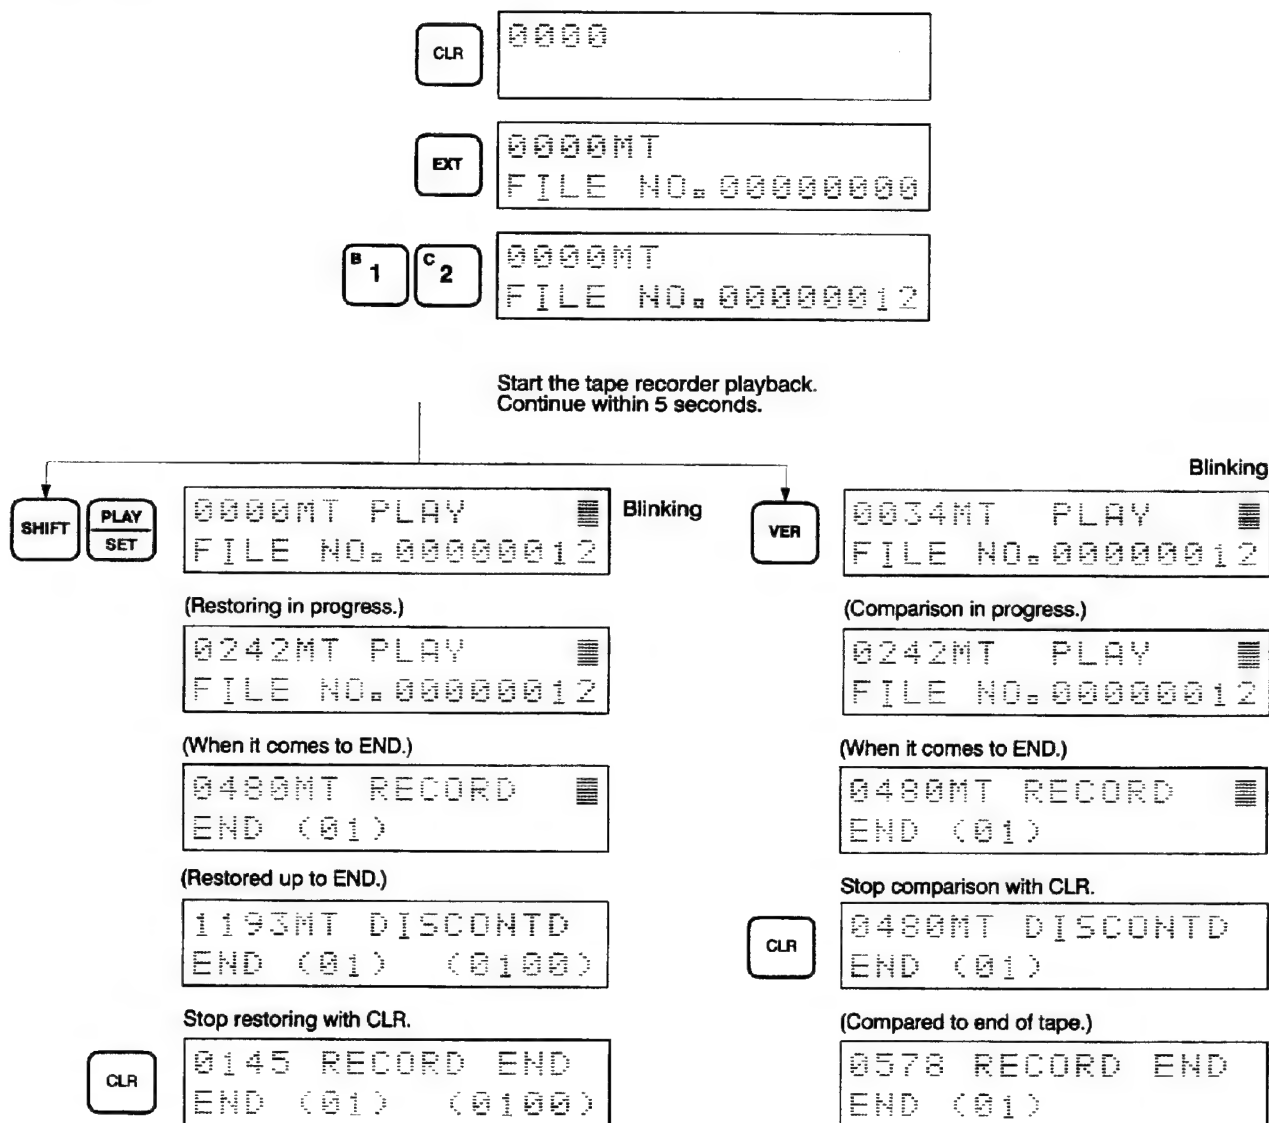 CLR
0000
EXT
0000MT
FILE NO.00000000
B 1
C 2
0000MT
FILE NO.00000012
Start the tape recorder playback.
Continue within 5 seconds.
SHIFT
PLAY
SET
0000MT PLAY
FILE NO.00000012
Blinking
(Restoring in progress.)
0242MT PLAY
FILE NO.00000012
(When it comes to END.)
0480MT RECORD
END (01)
(Restored up to END.)
1193MT DISCONTD
END (01) (0100)
Stop restoring with CLR.
CLR
0145 RECORD END
END (01) (0100)
Blinking
VER
0034MT PLAY
FILE NO.00000012
(Comparison in progress.)
0242MT PLAY
FILE NO.00000012
(When it comes to END.)
0480MT RECORD
END (01)
Stop comparison with CLR.
CLR
0480MT DISCONTD
END (01)
(Compared to end of tape.)
0578 RECORD END
END (01)